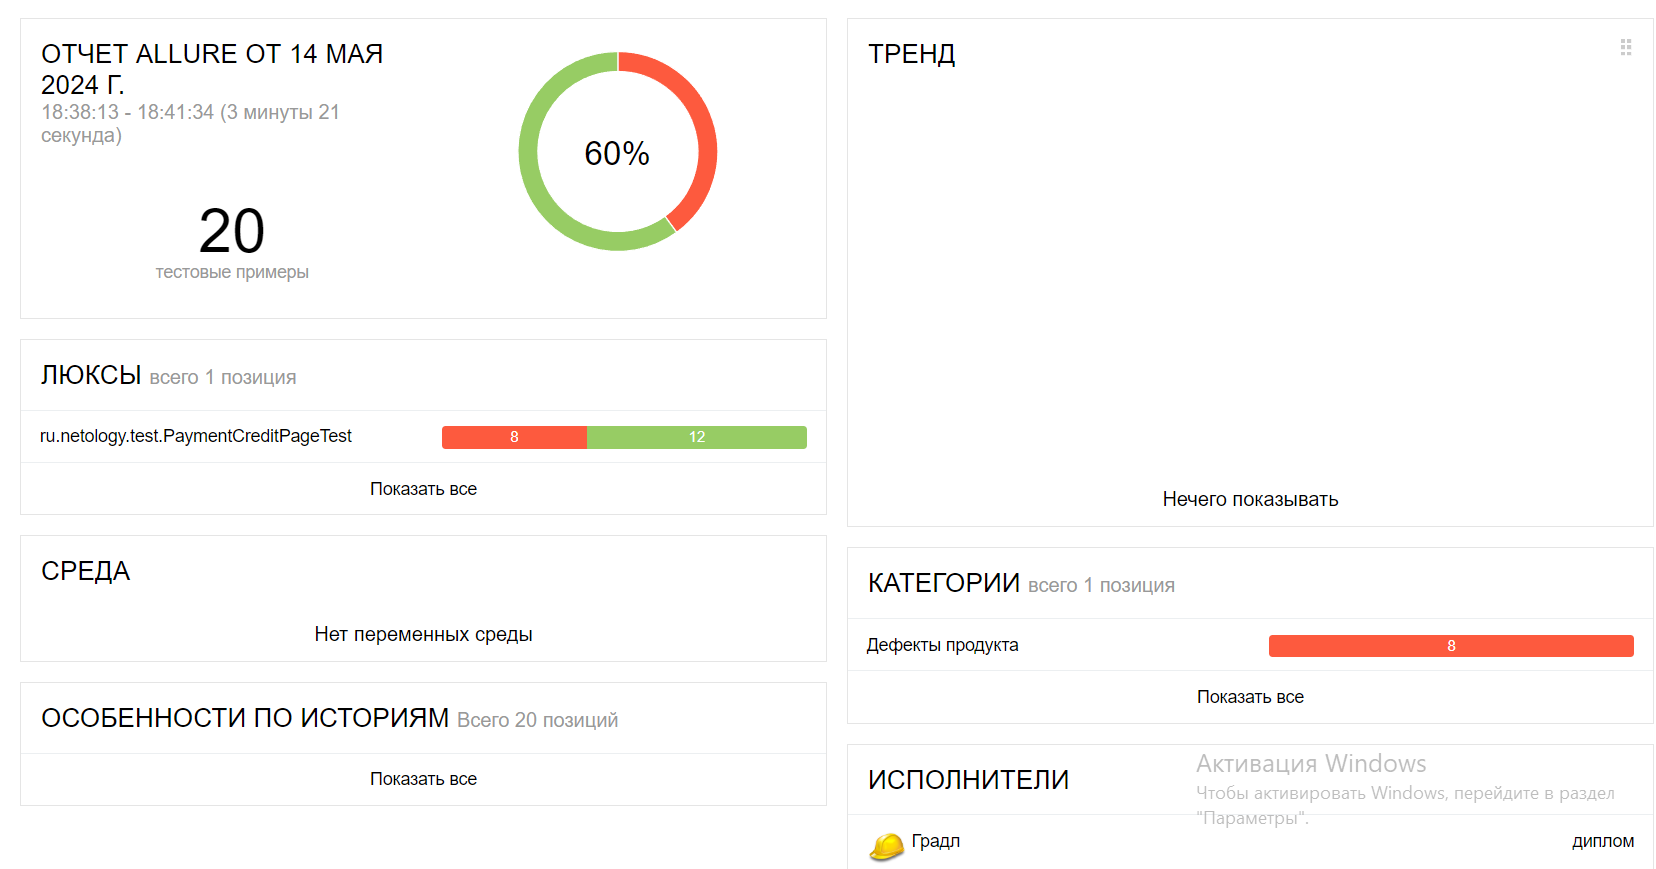 ОТЧЕТ ALLURE ОТ 14 МАЯ
2024 Г.
18:38:13 - 18:41:34 (3 минуты 21
секунда)
20
тестовые примеры
60%
ЛЮКСЫ всего 1 позиция
ru.netology.test.PaymentCreditPageTest 8 12
Показать все
СРЕДА
Нет переменных среды
ОСОБЕННОСТИ ПО ИСТОРИЯМ Всего 20 позиций
Показать все
ТРЕНД
Нечего показывать
КАТЕГОРИИ всего 1 позиция
Дефекты продукта 8
Показать все
ИСПОЛНИТЕЛИ
Активация Windows
Чтобы активировать Windows, перейдите в раздел
"Параметры".
Градл диплом